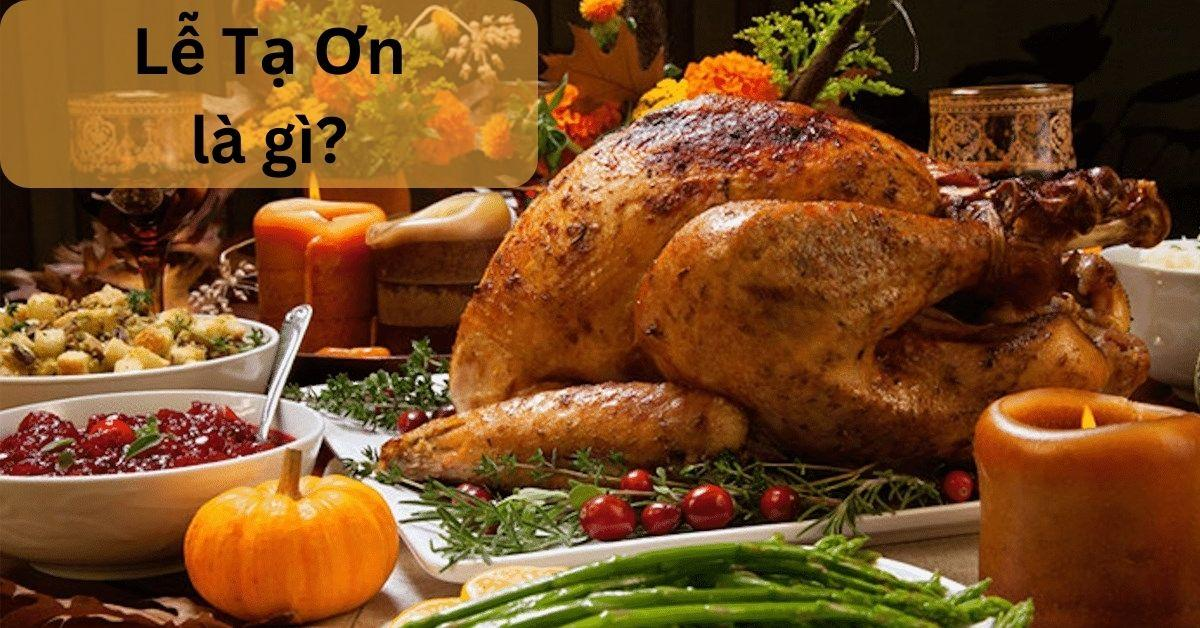 Lễ Tạ Ơn
là gì?